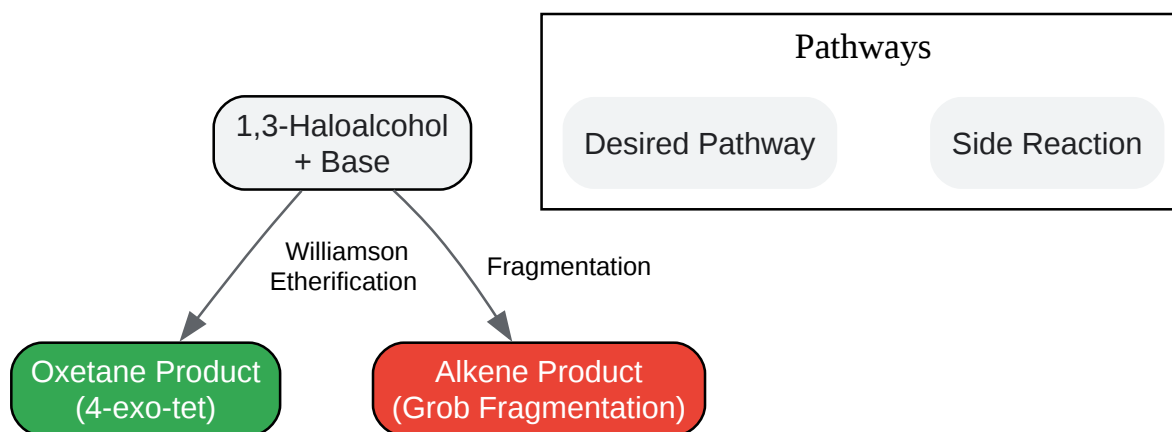 Pathways
1,3-Haloalcohol
+ Base
Desired Pathway
Side Reaction
Williamson
Etherification
Fragmentation
Oxetane Product
(4-exo-tet)
Alkene Product
(Grob Fragmentation)